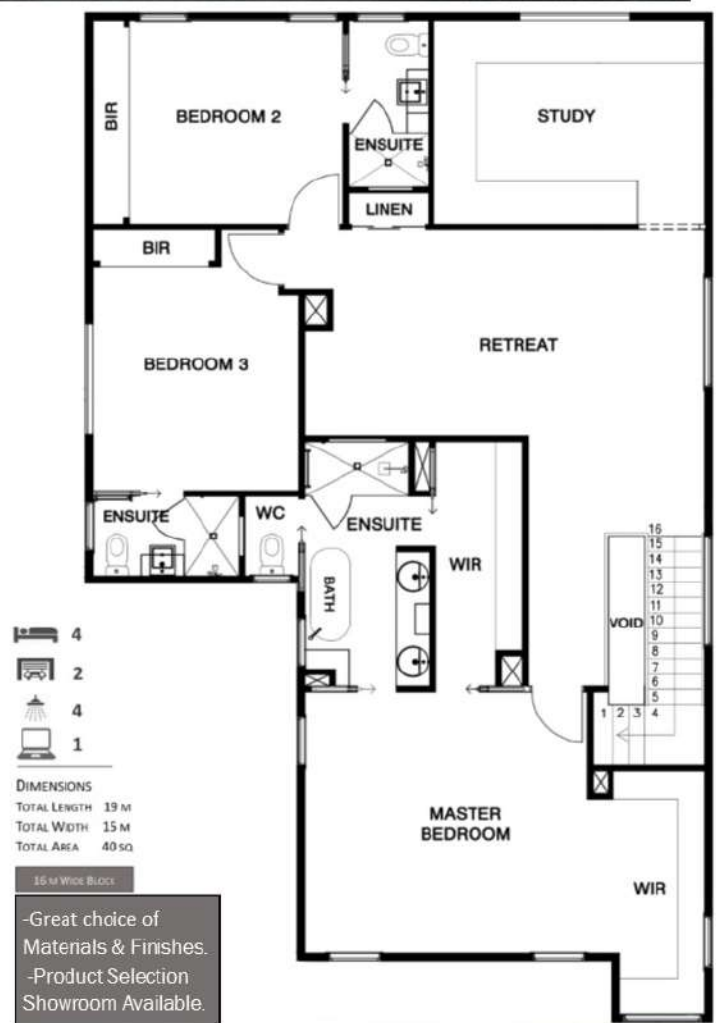 BIR
BEDROOM 2
ENSUITE
STUDY
LINEN
BIR
BEDROOM 3
RETREAT
ENSUITE
WC
ENSUITE
BATH
WIR
VOID
16
15
14
13
12
11
10
9
8
7
6
5
1 2 3 4
4
2
4
1
DIMENSIONS
TOTAL LENGTH 19 M
TOTAL WIDTH 15 M
TOTAL AREA 40 SQ
16 M WIDE BLOCK
-Great choice of
Materials & Finishes.
-Product Selection
Showroom Available.
MASTER
BEDROOM
WIR